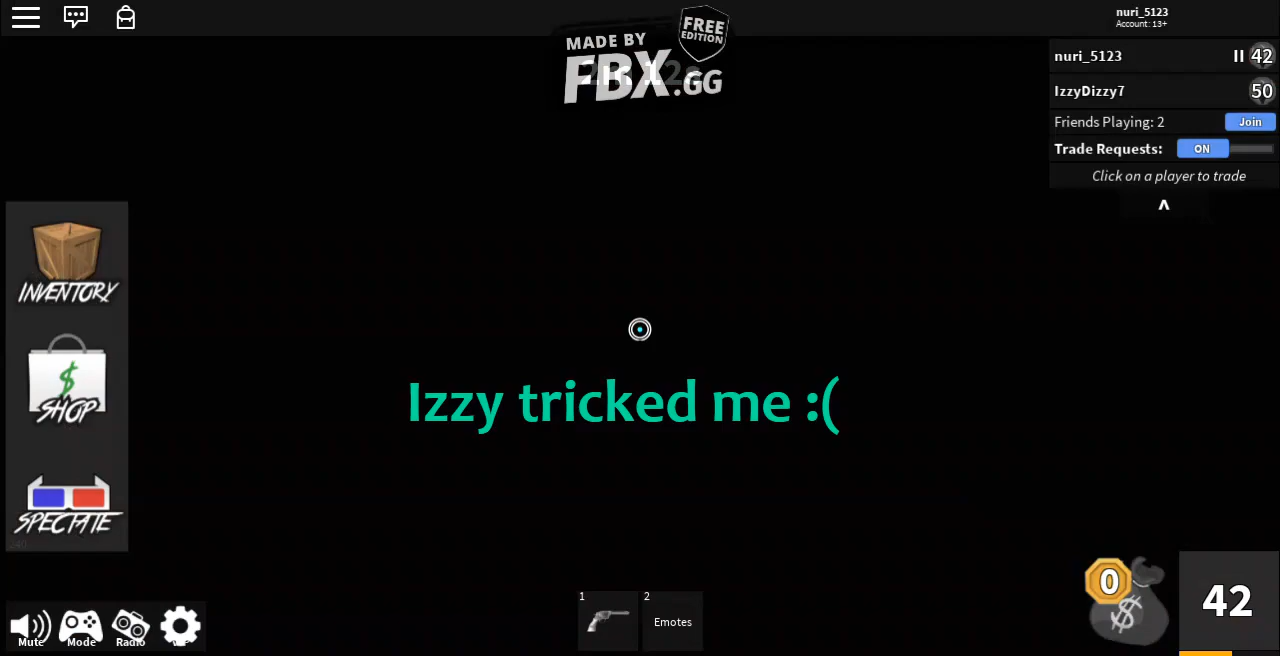 nuri_5123
Account: 13+
MADE BY
FREE
EDITION
FBX.GG
nuri_5123 42
IzzyDizzy7 50
Friends Playing: 2 Join
Trade Requests: ON
Click on a player to trade
INVENTORY
$
SHOP
Izzy tricked me :(
SPECTATE
1
2
Emotes
0
$
42
Mute Mode Radio